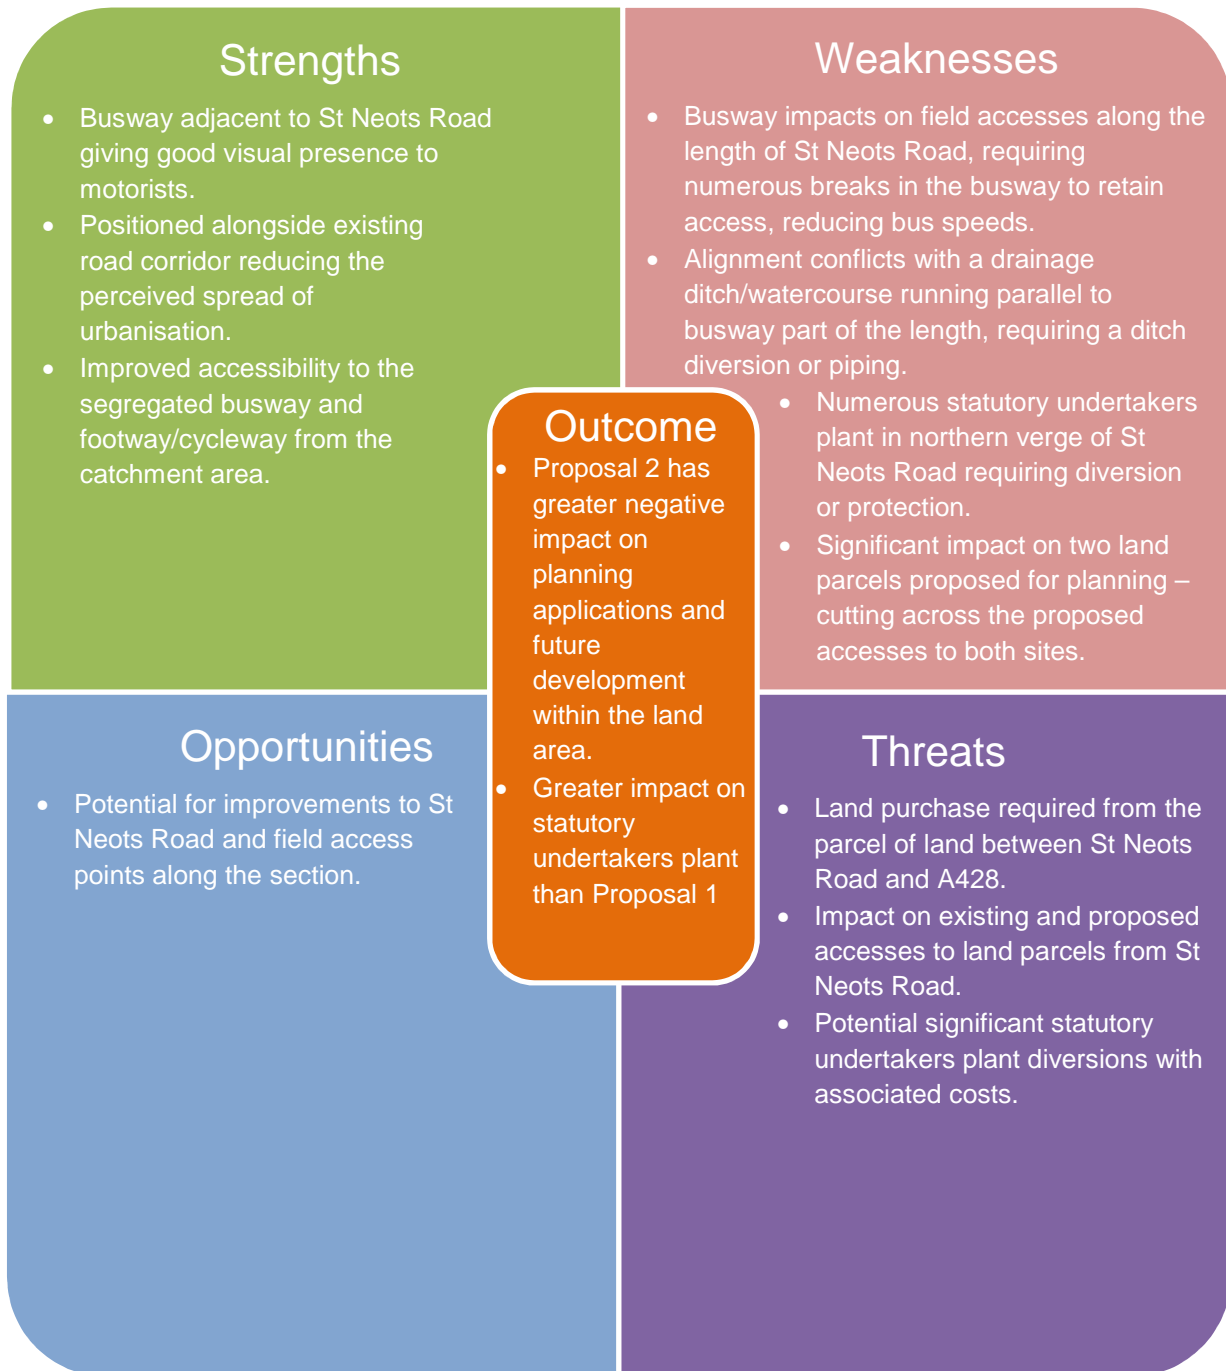 Strengths
• Busway adjacent to St Neots Road
giving good visual presence to
motorists.
• Positioned alongside existing
road corridor reducing the
perceived spread of
urbanisation.
• Improved accessibility to the
segregated busway and
footway/cycleway from the
catchment area.
Weaknesses
• Busway impacts on field accesses along the
length of St Neots Road, requiring
numerous breaks in the busway to retain
access, reducing bus speeds.
• Alignment conflicts with a drainage
ditch/watercourse running parallel to
busway part of the length, requiring a ditch
diversion or piping.
• Numerous statutory undertakers
plant in northern verge of St
Neots Road requiring diversion
or protection.
• Significant impact on two land
parcels proposed for planning –
cutting across the proposed
accesses to both sites.
Outcome
• Proposal 2 has
greater negative
impact on
planning
applications and
future
development
within the land
area.
• Greater impact on
statutory
undertakers plant
than Proposal 1
Opportunities
• Potential for improvements to St
Neots Road and field access
points along the section.
Threats
• Land purchase required from the
parcel of land between St Neots
Road and A428.
• Impact on existing and proposed
accesses to land parcels from St
Neots Road.
• Potential significant statutory
undertakers plant diversions with
associated costs.